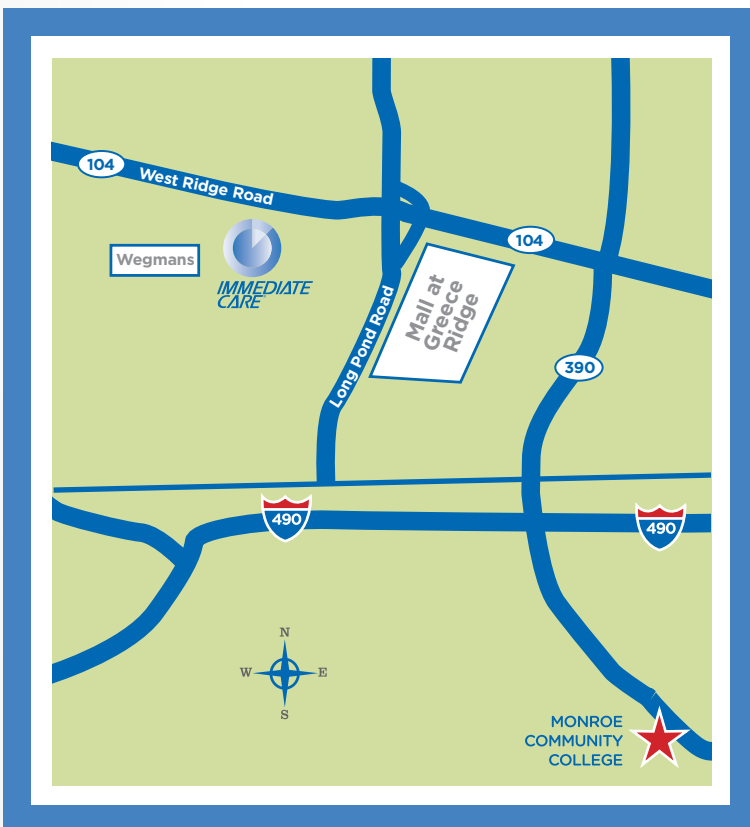 104
West Ridge Road
104
Wegmans
IMMEDIATE
CARE
Mall at
Greece
Ridge
Long Pond Road
390
490
490
N
W
E
S
MONROE
COMMUNITY
COLLEGE